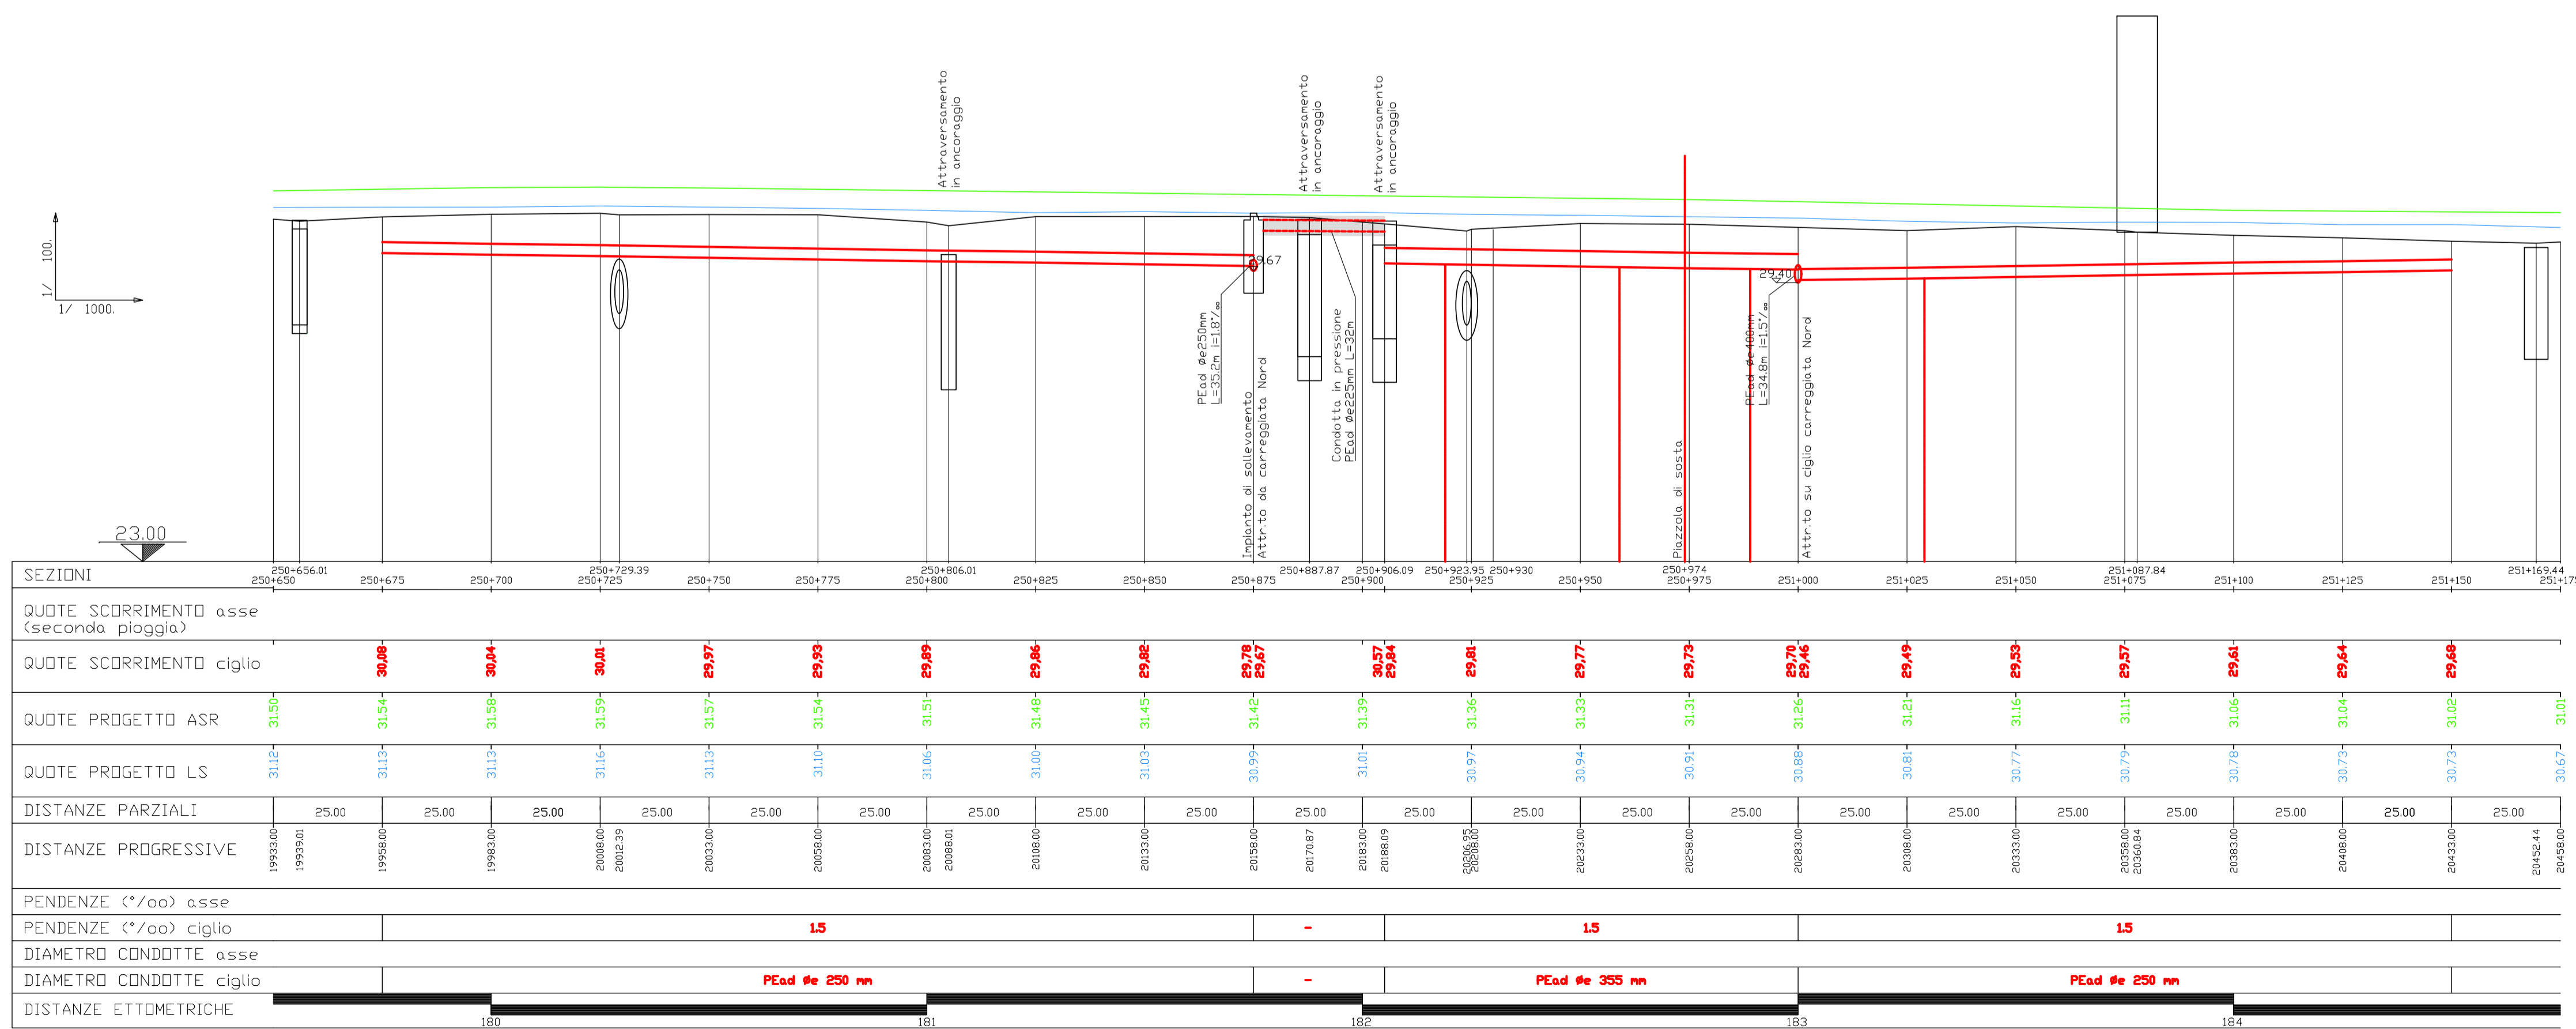 Attraversamento
in ancoraggio
Attraversamento
in ancoraggio
Attraversamento
in ancoraggio
1/ 100.
1/ 1000.
23.00
PEad øe250mm
L=35.2m i=1.8°/∞
Impianto di sollevamento
Attr.to da carreggiata Nord
9.67
Condotta in pressione
PEad øe225mm L=32m
Piazzola di sosta
PEad øe400mm
L=34.8m i=1.5°/∞
29.40
Attr.to su ciglio carreggiata Nord
SEZIONI
250+656.01 250+729.39 250+806.01 250+887.87 250+906.09 250+923.95 250+930 250+974 251+087.84 251+169.44
250+650 250+675 250+700 250+725 250+750 250+775 250+800 250+825 250+850 250+875 250+900 250+925 250+950 250+975 251+000 251+025 251+050 251+075 251+100 251+125 251+150 251+175
QUOTE SCORRIMENTO asse
(seconda pioggia)
QUOTE SCORRIMENTO ciglio
30,08 30,04 30,01 29,97 29,93 29,89 29,86 29,82 29,78 29,67 30,57 29,84 29,81 29,77 29,73 29,70 29,46 29,49 29,53 29,57 29,61 29,64 29,68
QUOTE PROGETTO ASR
31.50 31.54 31.58 31.59 31.57 31.54 31.51 31.48 31.45 31.42 31.39 31.36 31.33 31.31 31.26 31.21 31.16 31.11 31.06 31.04 31.02 31.01
QUOTE PROGETTO LS
31.12 31.13 31.13 31.16 31.13 31.10 31.06 31.00 31.03 30.99 31.01 30.97 30.94 30.91 30.88 30.81 30.77 30.79 30.78 30.73 30.73 30.67
DISTANZE PARZIALI
25.00 25.00 25.00 25.00 25.00 25.00 25.00 25.00 25.00 25.00 25.00 25.00 25.00 25.00 25.00 25.00 25.00 25.00 25.00 25.00 25.00
DISTANZE PROGRESSIVE
19933.00 19939.01 19958.00 19983.00 20008.00 20012.39 20033.00 20058.00 20083.00 20088.01 20108.00 20133.00 20158.00 20170.87 20183.00 20188.09 20206.95 20208.00 20233.00 20258.00 20283.00 20308.00 20333.00 20358.00 20360.84 20383.00 20408.00 20433.00 20452.44 20458.00
PENDENZE (°/oo) asse
PENDENZE (°/oo) ciglio
1.5 - 1.5 1.5
DIAMETRO CONDOTTE asse
DIAMETRO CONDOTTE ciglio
PEad Øe 250 mm - PEad Øe 355 mm PEad Øe 250 mm
DISTANZE ETTOMETRICHE
180 181 182 183 184